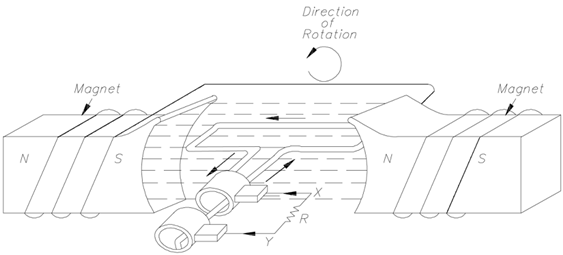 Direction
of
Rotation
Magnet
Magnet
N
S
N
S
X
R
Y